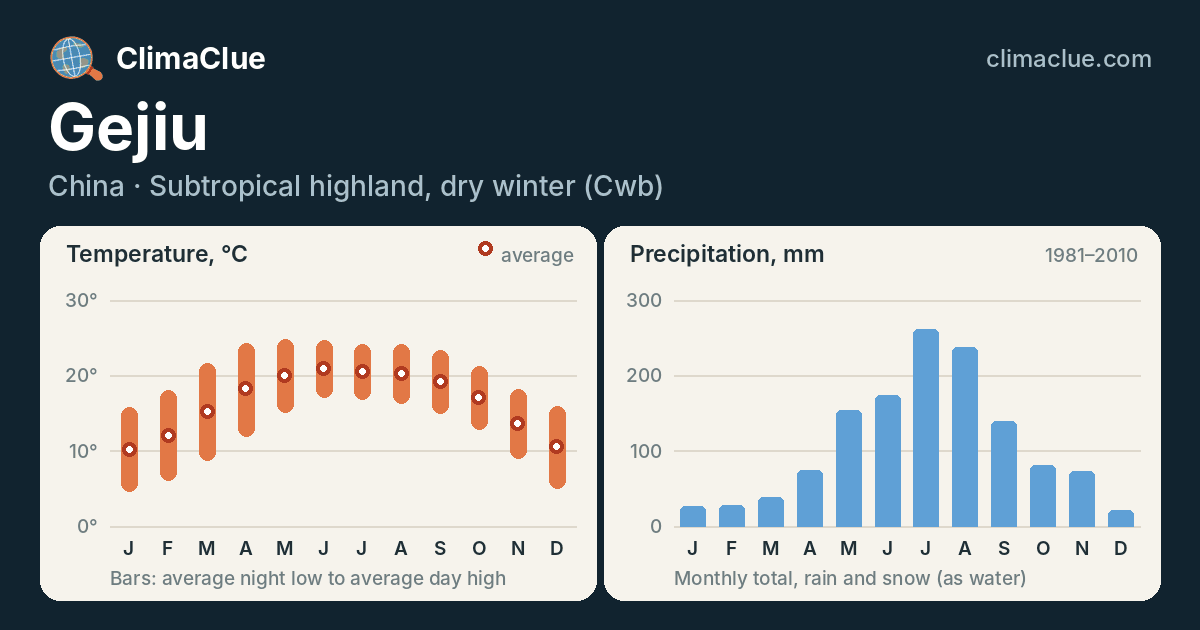 ClimaClue
climaclue.com
Gejiu
China · Subtropical highland, dry winter (Cwb)
Temperature, °C
average
30°
20°
10°
0°
J F M A M J J A S O N D
Bars: average night low to average day high
Precipitation, mm
1981–2010
300
200
100
0
J F M A M J J A S O N D
Monthly total, rain and snow (as water)